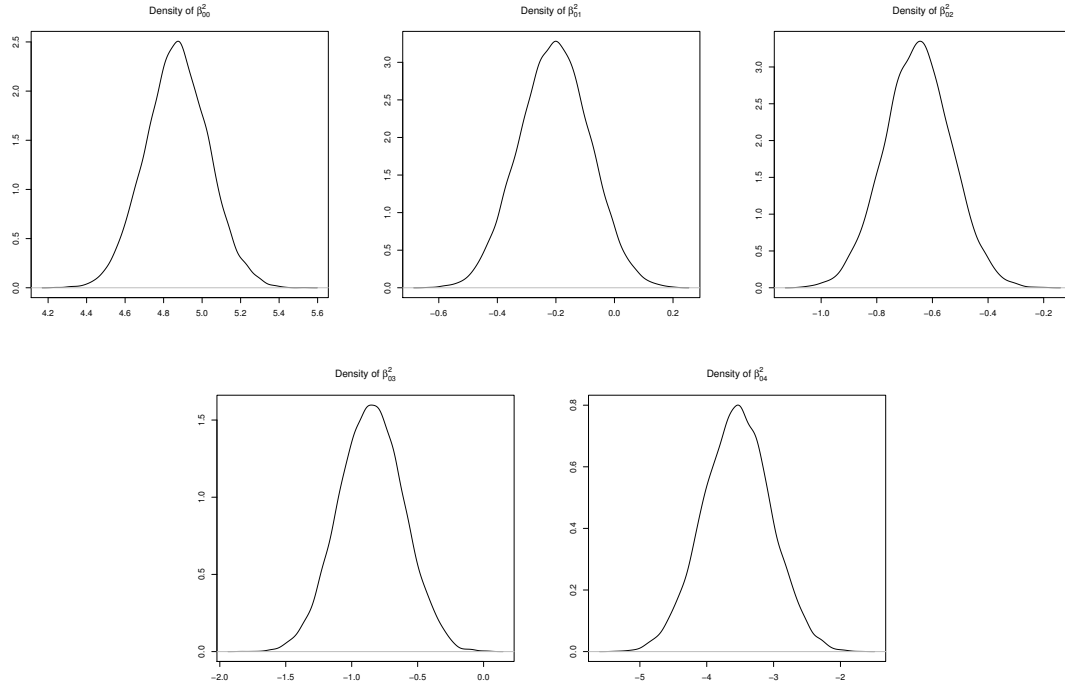 Density of β²₀₀
2.5
2.0
1.5
1.0
0.5
0.0
4.2 4.4 4.6 4.8 5.0 5.2 5.4 5.6
Density of β²₀₁
3.0
2.5
2.0
1.5
1.0
0.5
0.0
−0.6 −0.4 −0.2 0.0 0.2
Density of β²₀₂
3.0
2.5
2.0
1.5
1.0
0.5
0.0
−1.0 −0.8 −0.6 −0.4 −0.2
Density of β²₀₃
1.5
1.0
0.5
0.0
−2.0 −1.5 −1.0 −0.5 0.0
Density of β²₀₄
0.8
0.6
0.4
0.2
0.0
−5 −4 −3 −2